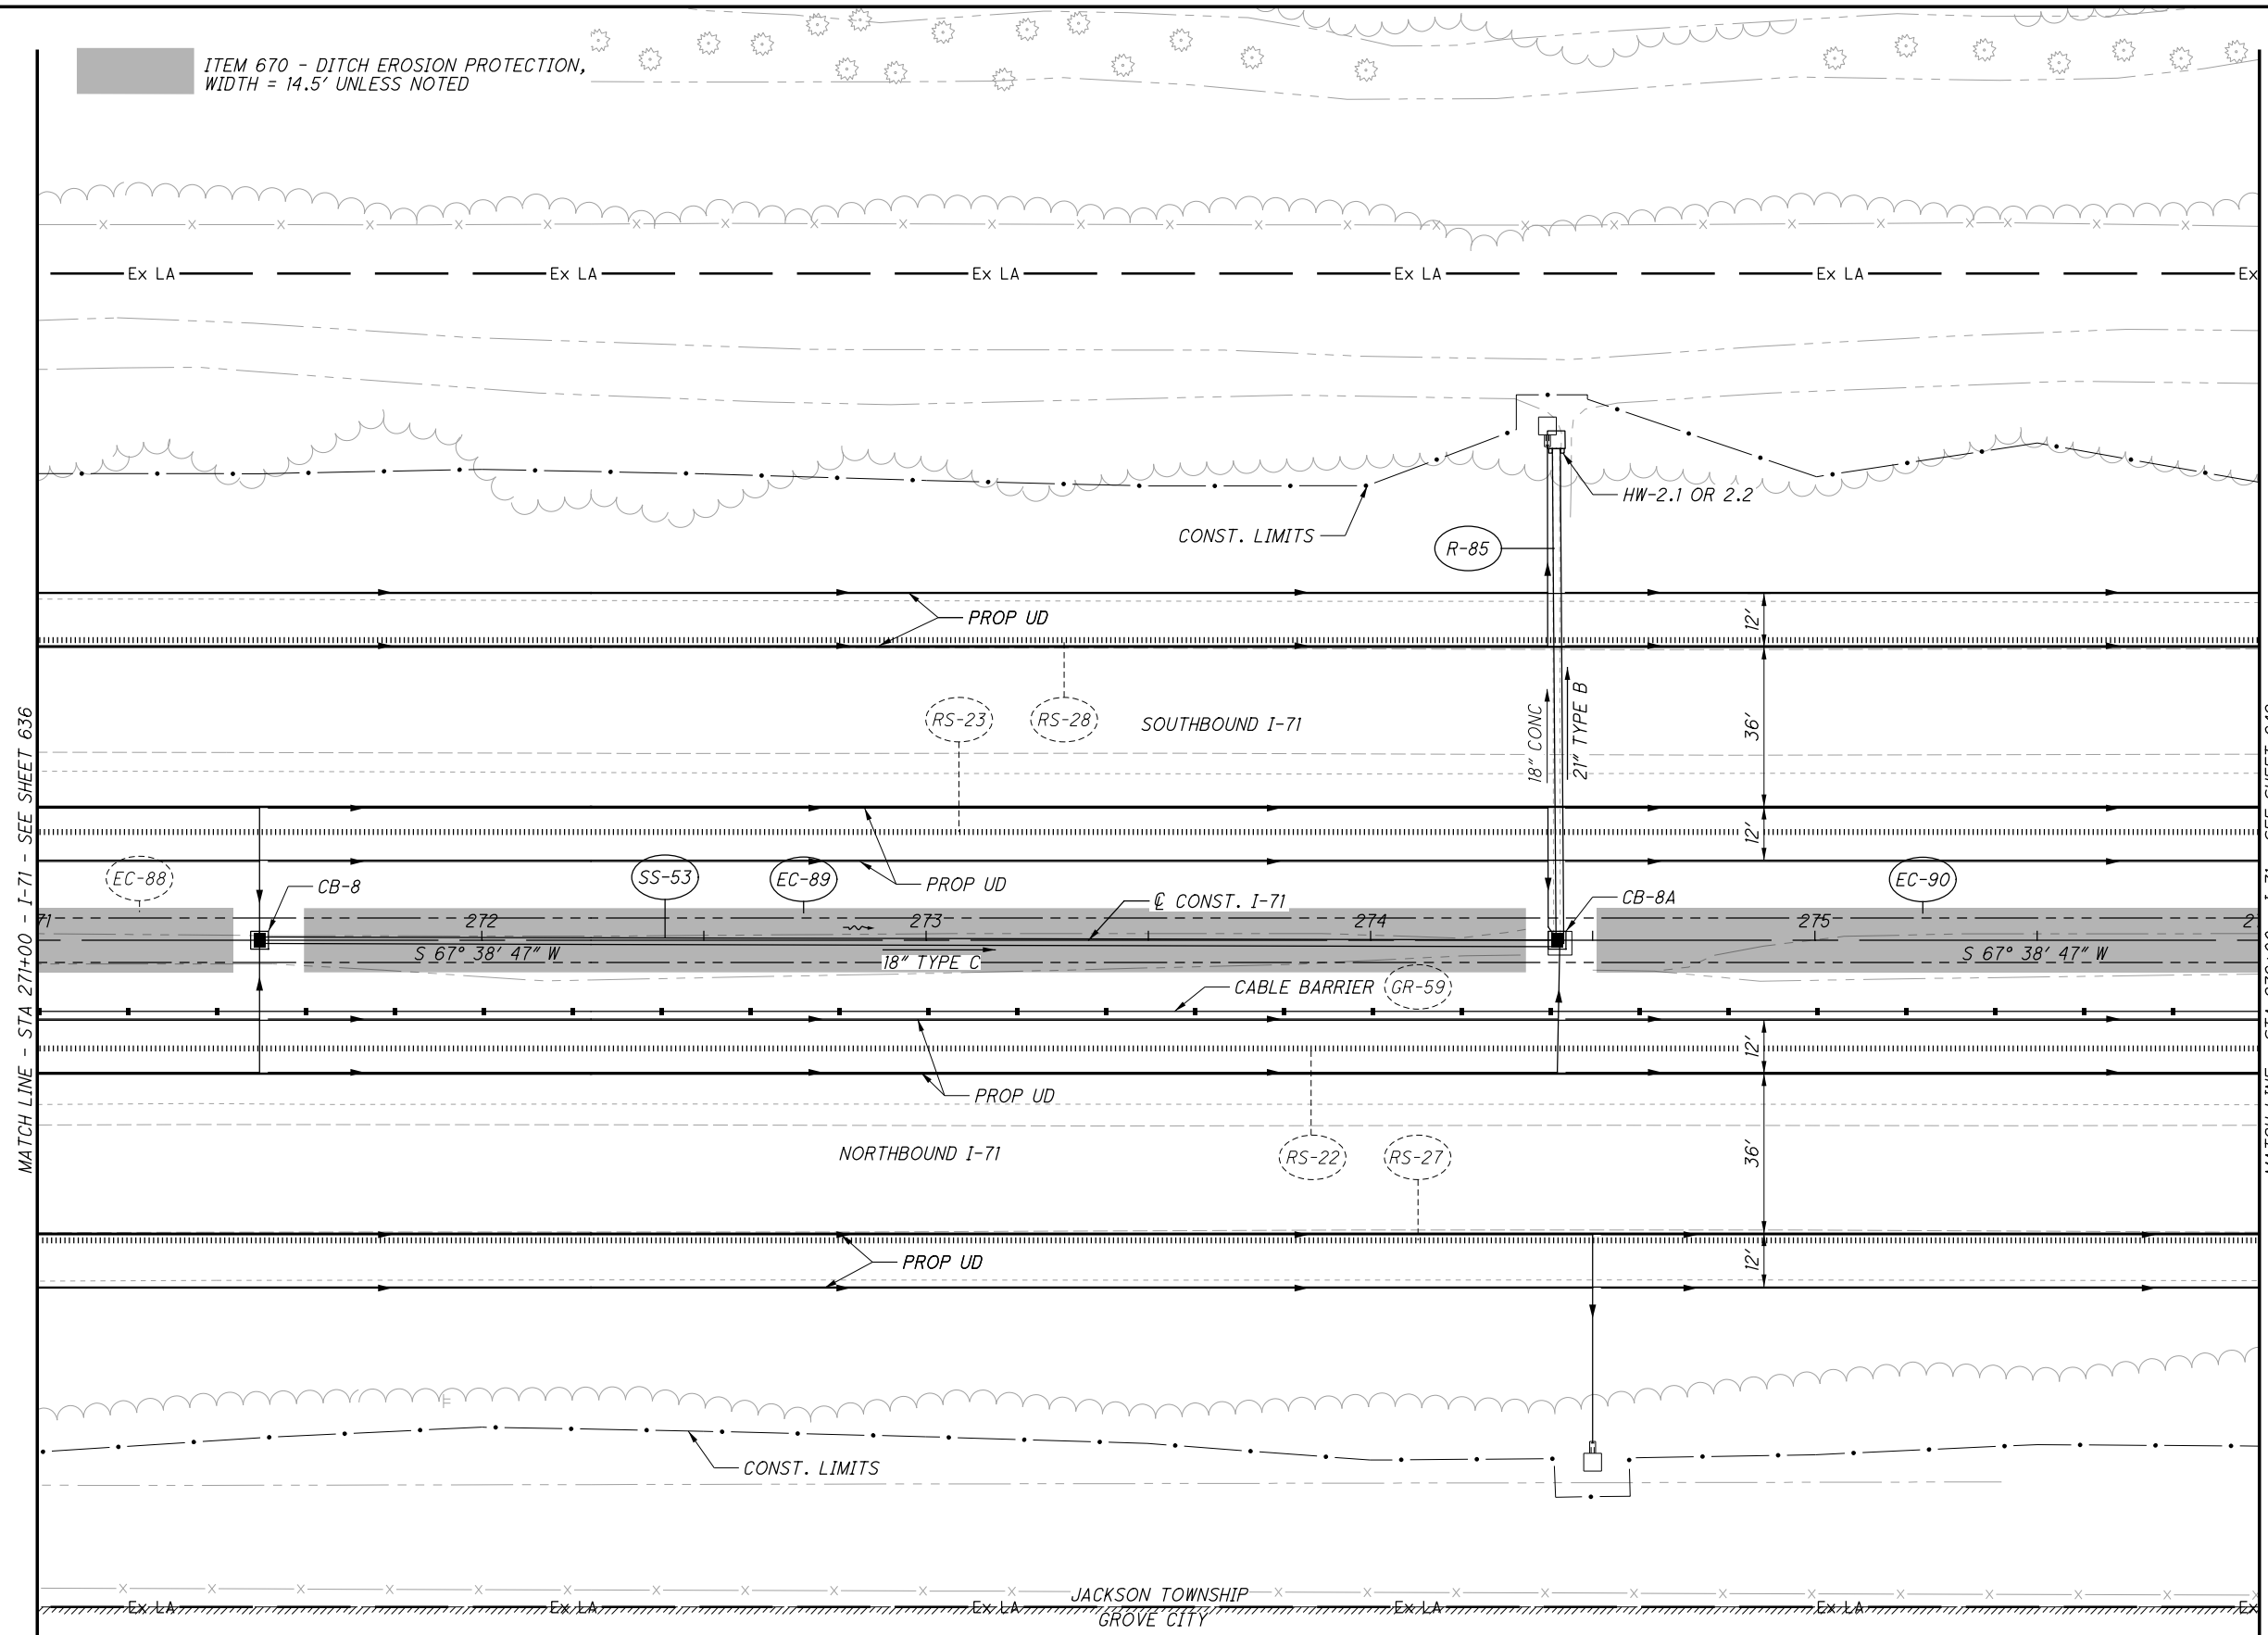 ITEM 670 - DITCH EROSION PROTECTION,
WIDTH = 14.5' UNLESS NOTED
Ex LA
Ex LA
Ex LA
Ex LA
Ex LA
Ex
HW-2.1 OR 2.2
CONST. LIMITS
R-85
PROP UD
12'
MATCH LINE - STA 271+00 - I-71 - SEE SHEET 636
RS-23
RS-28
SOUTHBOUND I-71
18" CONC
21" TYPE B
36'
12'
EC-88
CB-8
SS-53
EC-89
PROP UD
℄ CONST. I-71
CB-8A
EC-90
71
272
273
274
275
2
S 67° 38' 47" W
18" TYPE C
S 67° 38' 47" W
CABLE BARRIER
GR-59
12'
PROP UD
NORTHBOUND I-71
RS-22
RS-27
36'
PROP UD
12'
CONST. LIMITS
JACKSON TOWNSHIP
Ex LA
Ex LA
Ex LA
Ex LA
Ex LA
Ex
GROVE CITY